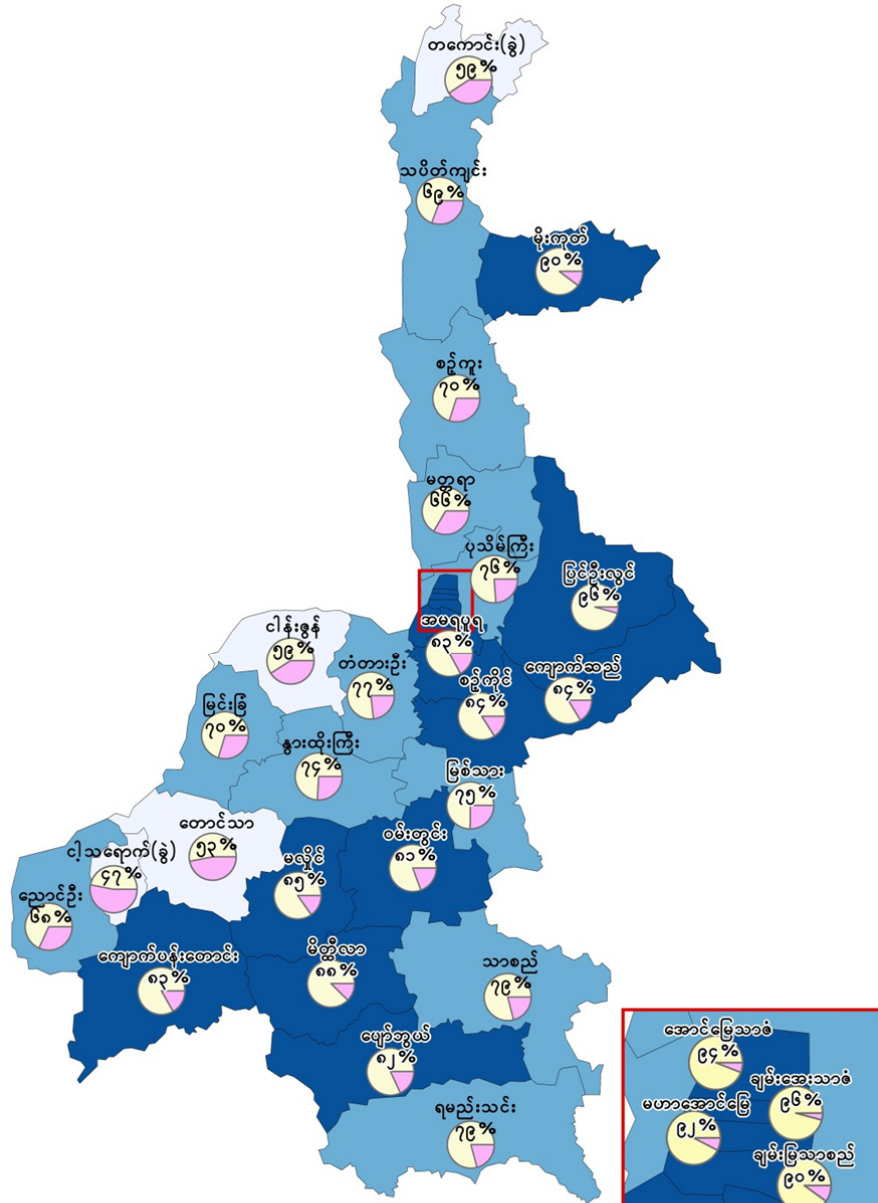 တကောင်း(ခွဲ)
၅၉%
သပိတ်ကျင်း
၆၉%
မိုးကုတ်
၉၀%
စဉ့်ကူး
၇၀%
မတ္တရာ
၆၆%
ပုသိမ်ကြီး
၇၆%
ပြင်ဦးလွင်
၉၆%
အမရပူရ
၈၃%
ငါန်းဇွန်
၅၉%
တံတားဦး
၇၇%
စဉ့်ကိုင်
၈၄%
ကျောက်ဆည်
၈၄%
မြင်းခြံ
၇၀%
နွားထိုးကြီး
၇၄%
မြစ်သား
၇၅%
တောင်သာ
၅၃%
ဝမ်းတွင်း
၈၁%
ငါ့သရောက်(ခွဲ)
၄၇%
မလှိုင်
၈၅%
ညောင်ဦး
၆၈%
ကျောက်ပန်းတောင်း
၈၃%
မိတ္ထီလာ
၈၈%
သာစည်
၇၉%
ပျော်ဘွယ်
၈၂%
ရမည်းသင်း
၇၉%
အောင်မြေသာဇံ
၉၄%
ချမ်းအေးသာဇံ
၉၆%
မဟာအောင်မြေ
၉၂%
ချမ်းမြသာစည်
၉၀%